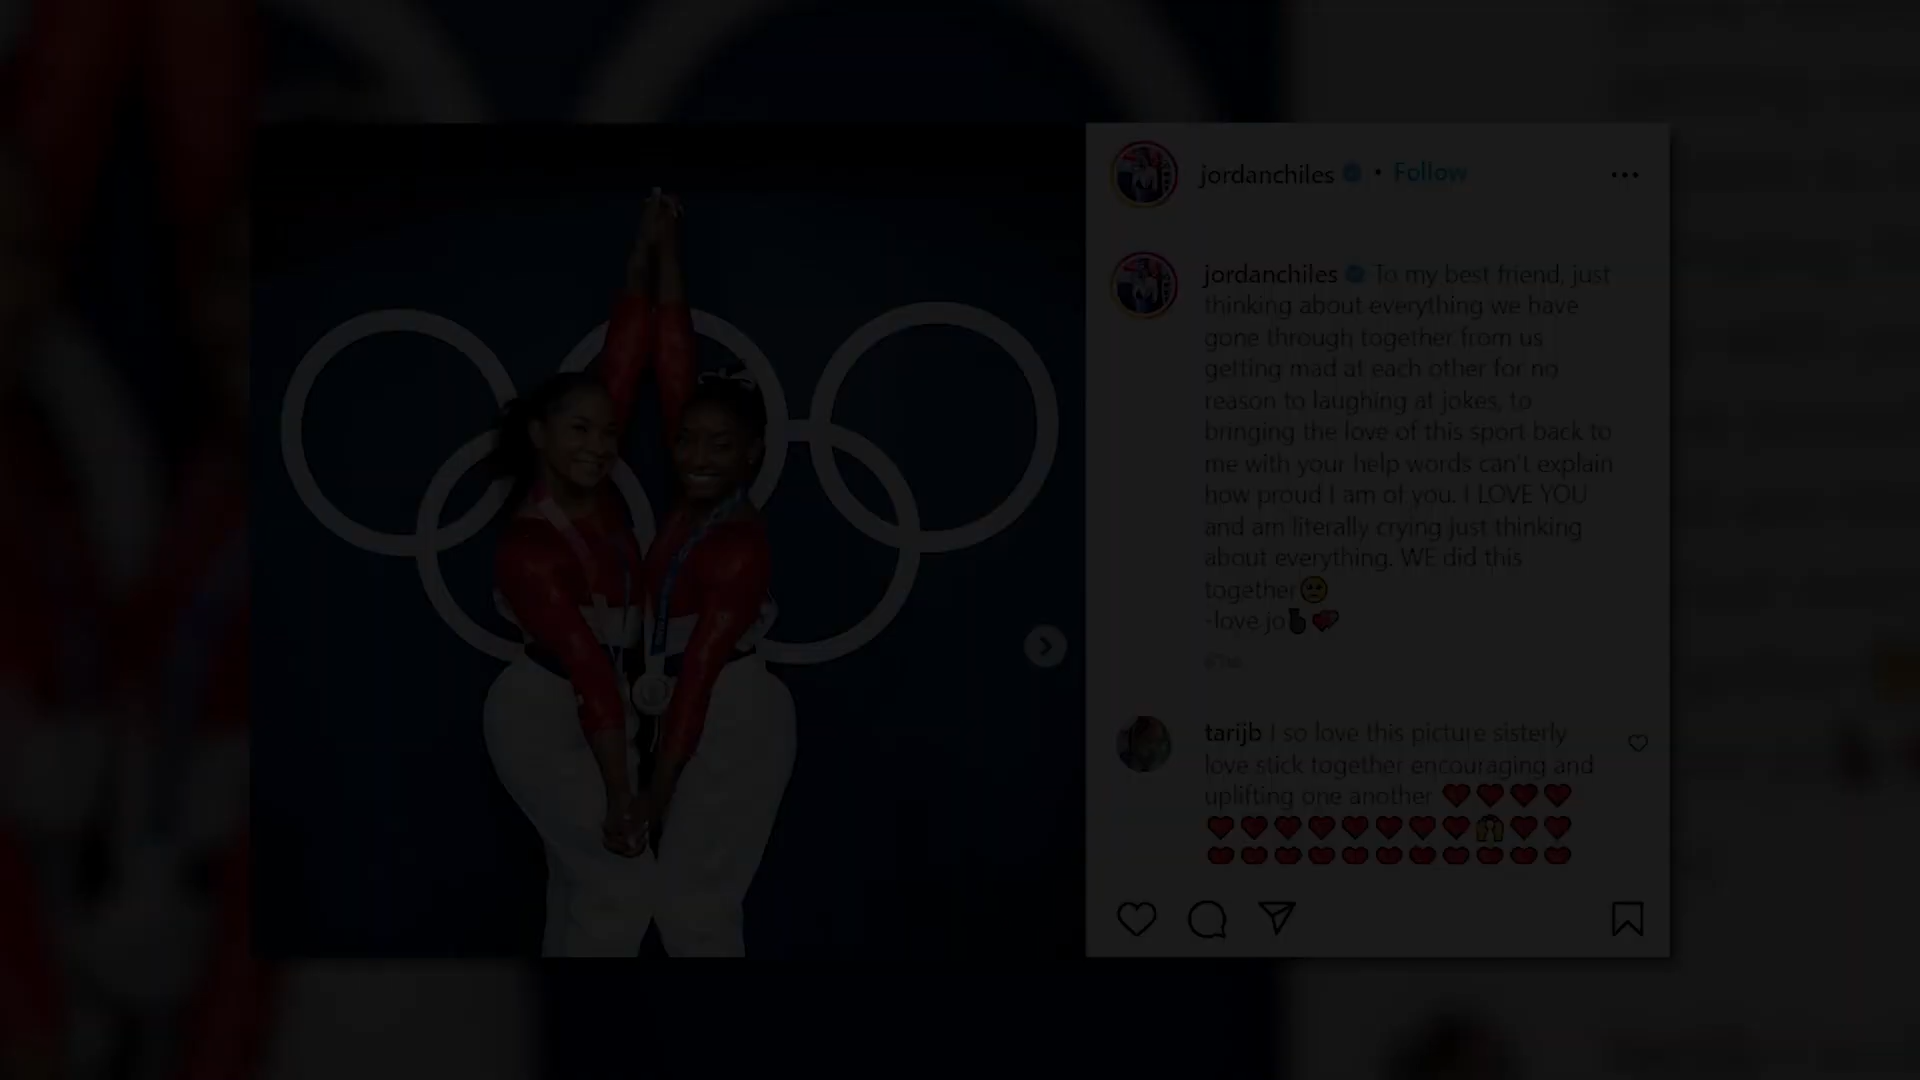 jordanchiles • Follow
jordanchiles To my best friend, just
thinking about everything we have
gone through together from us
getting mad at each other for no
reason to laughing at jokes, to
bringing the love of this sport back to
me with your help words can't explain
how proud I am of you. I LOVE YOU
and am literally crying just thinking
about everything. WE did this
together🥺
-love jo🫰🏿💕
tarijb I so love this picture sisterly
love stick together encouraging and
uplifting one another ❤️❤️❤️❤️
❤️❤️❤️❤️❤️❤️❤️❤️🙌❤️❤️
❤️❤️❤️❤️❤️❤️❤️❤️❤️❤️❤️